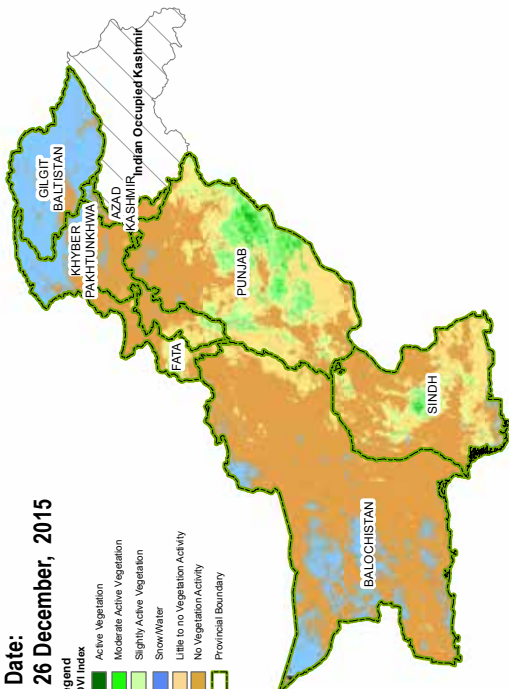 Date:
26 December, 2015
egend
DVI Index
Active Vegetation
Moderate Active Vegetation
Slightly Active Vegetation
Snow/Water
Little to no Vegetation Activity
No Vegetation Activity
Provincial Boundary
GILGIT
BALTISTAN
KHYBER
PAKHTUNKHWA
AZAD
KASHMIR
Indian Occupied Kashmir
FATA
PUNJAB
BALOCHISTAN
SINDH